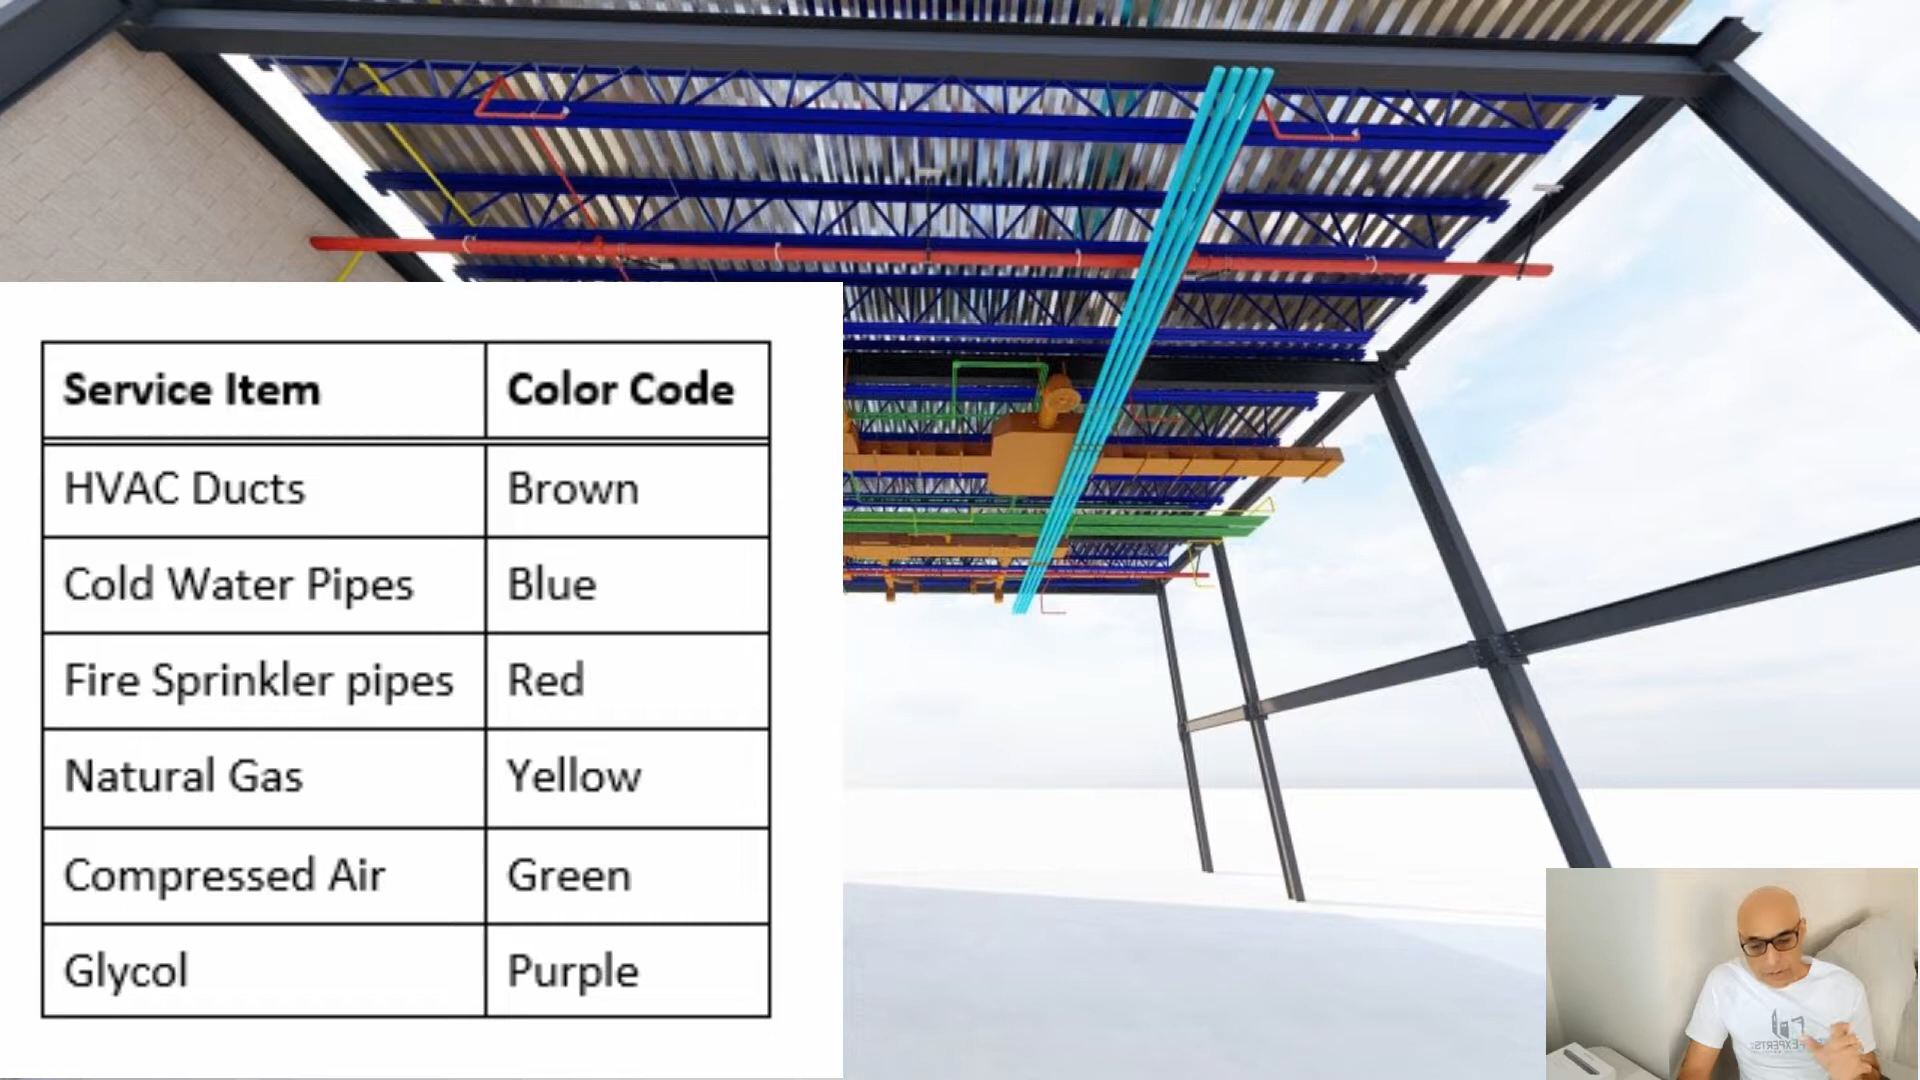 Service Item Color Code
HVAC Ducts Brown
Cold Water Pipes Blue
Fire Sprinkler pipes Red
Natural Gas Yellow
Compressed Air Green
Glycol Purple